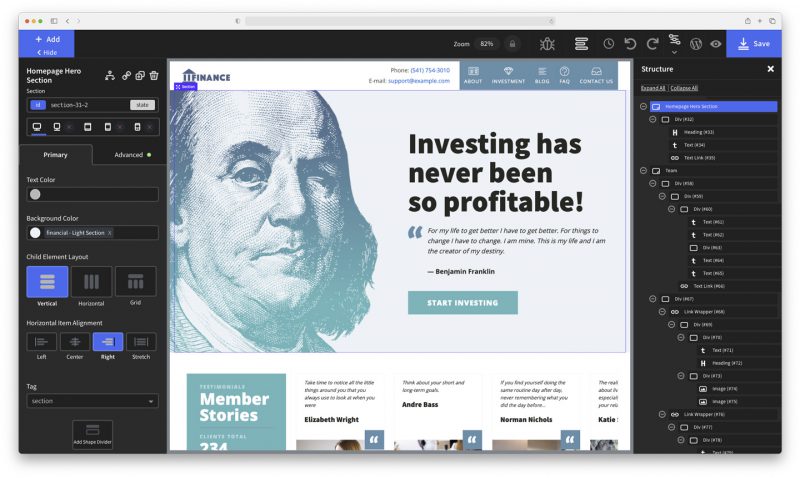 + Add
< Hide
Zoom
82%
Save
Homepage Hero
Section
Section
id
section-31-2
state
Primary
Advanced
Text Color
Background Color
financial - Light Section X
Child Element Layout
Vertical
Horizontal
Grid
Horizontal Item Alignment
Left
Center
Right
Stretch
Tag
section
Add Shape Divider
FINANCE
Phone: (541) 754-3010
E-mail: support@example.com
ABOUT
INVESTMENT
BLOG
FAQ
CONTACT US
Section
Investing has
never been
so profitable!
“ For my life to get better I have to get better. For things to
change I have to change. I am mine. This is my life and I am
the creator of my destiny.
— Benjamin Franklin
START INVESTING
TESTIMONIALS
Member
Stories
CLIENTS TOTAL
234
Take time to notice all the little
things around you that you
always use to look at when you
were
Elizabeth Wright
Think about your short and
long-term goals.
Andre Bass
If you find yourself doing the
same routine day after day,
never remembering what you
did the day before...
Norman Nichols
The real
about li
especial
your rel
Katie S
Structure
Expand All | Collapse All
Homepage Hero Section
Div (#32)
H Heading (#33)
t Text (#34)
Text Link (#35)
Team
Div (#58)
Div (#59)
Div (#60)
t Text (#61)
t Text (#62)
Div (#63)
t Text (#64)
t Text (#65)
Text Link (#66)
Div (#67)
Link Wrapper (#68)
Div (#69)
Div (#70)
t Text (#71)
H Heading (#72)
Div (#73)
Image (#74)
Image (#75)
Link Wrapper (#76)
Div (#77)
Div (#78)
t Text (#79)